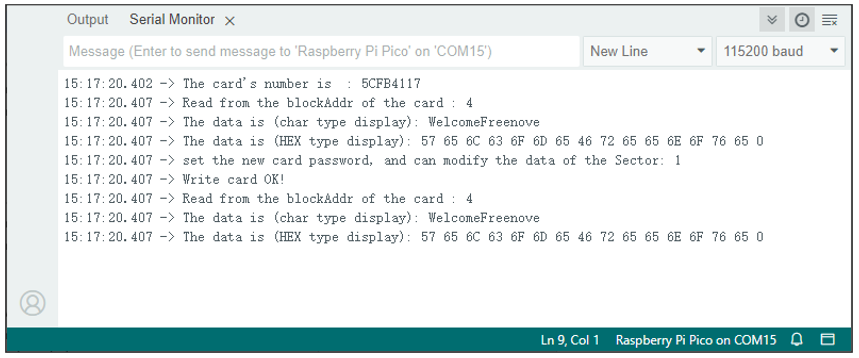 Output Serial Monitor ×
Message (Enter to send message to 'Raspberry Pi Pico' on 'COM15') New Line 115200 baud
15:17:20.402 -> The card's number is : 5CFB4117
15:17:20.407 -> Read from the blockAddr of the card : 4
15:17:20.407 -> The data is (char type display): WelcomeFreenove
15:17:20.407 -> The data is (HEX type display): 57 65 6C 63 6F 6D 65 46 72 65 65 6E 6F 76 65 0
15:17:20.407 -> set the new card password, and can modify the data of the Sector: 1
15:17:20.407 -> Write card OK!
15:17:20.407 -> Read from the blockAddr of the card : 4
15:17:20.407 -> The data is (char type display): WelcomeFreenove
15:17:20.407 -> The data is (HEX type display): 57 65 6C 63 6F 6D 65 46 72 65 65 6E 6F 76 65 0
Ln 9, Col 1 Raspberry Pi Pico on COM15